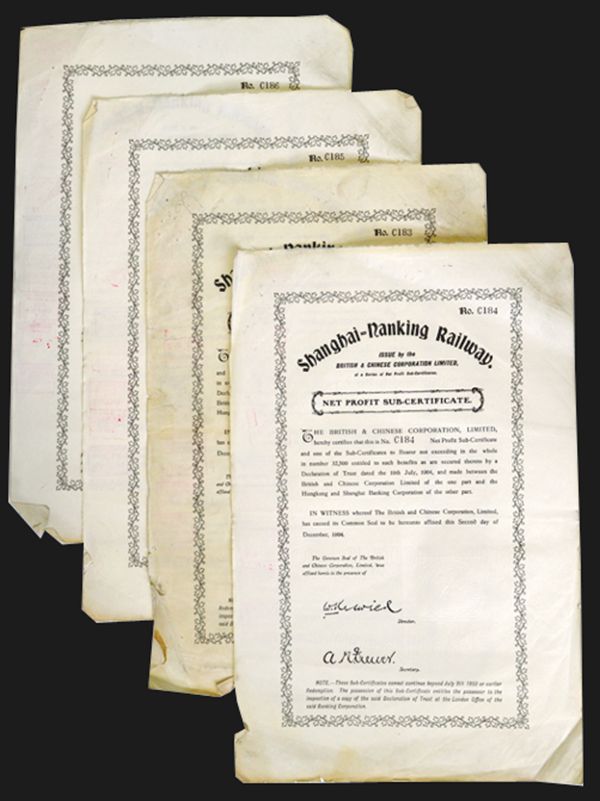 No. C186
No. C185
No. C183
No. C184
Shanghai-Nanking Railway.
ISSUE by the
BRITISH & CHINESE CORPORATION LIMITED,
of a Series of Net Profit Sub-Certificates.
NET PROFIT SUB-CERTIFICATE.
THE BRITISH & CHINESE CORPORATION, LIMITED,
hereby certifies that this is No. C184 Net Profit Sub-Certificate
and one of the Sub-Certificates to Bearer not exceeding in the whole
in number 32,500 entitled to such benefits as are secured thereto by a
Declaration of Trust dated the 19th July, 1904, and made between the
British and Chinese Corporation Limited of the one part and the
Hongkong and Shanghai Banking Corporation of the other part.
IN WITNESS whereof The British and Chinese Corporation, Limited,
has caused its Common Seal to be hereunto affixed this Second day of
December, 1904.
The Common Seal of The British
and Chinese Corporation, Limited, was
affixed hereto in the presence of
Director.
Secretary.
NOTE.—These Sub-Certificates cannot continue beyond July 9th 1953 or earlier
Redemption. The possession of this Sub-Certificate entitles the possessor to the
inspection of a copy of the said Declaration of Trust at the London Office of the
said Banking Corporation.